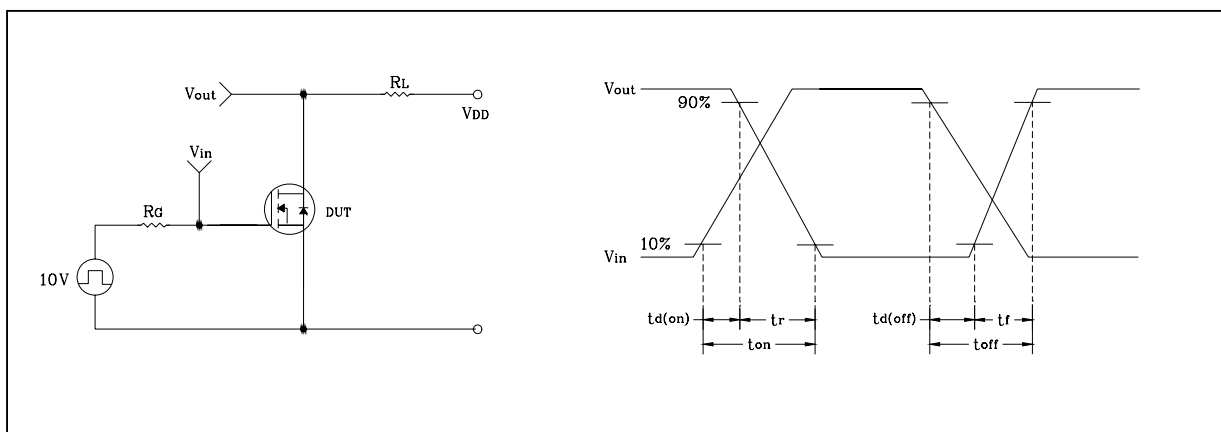 RL
Vout
VDD
Vin
RG
DUT
10V
Vout
90%
10%
Vin
td(on)
tr
td(off)
tf
ton
toff